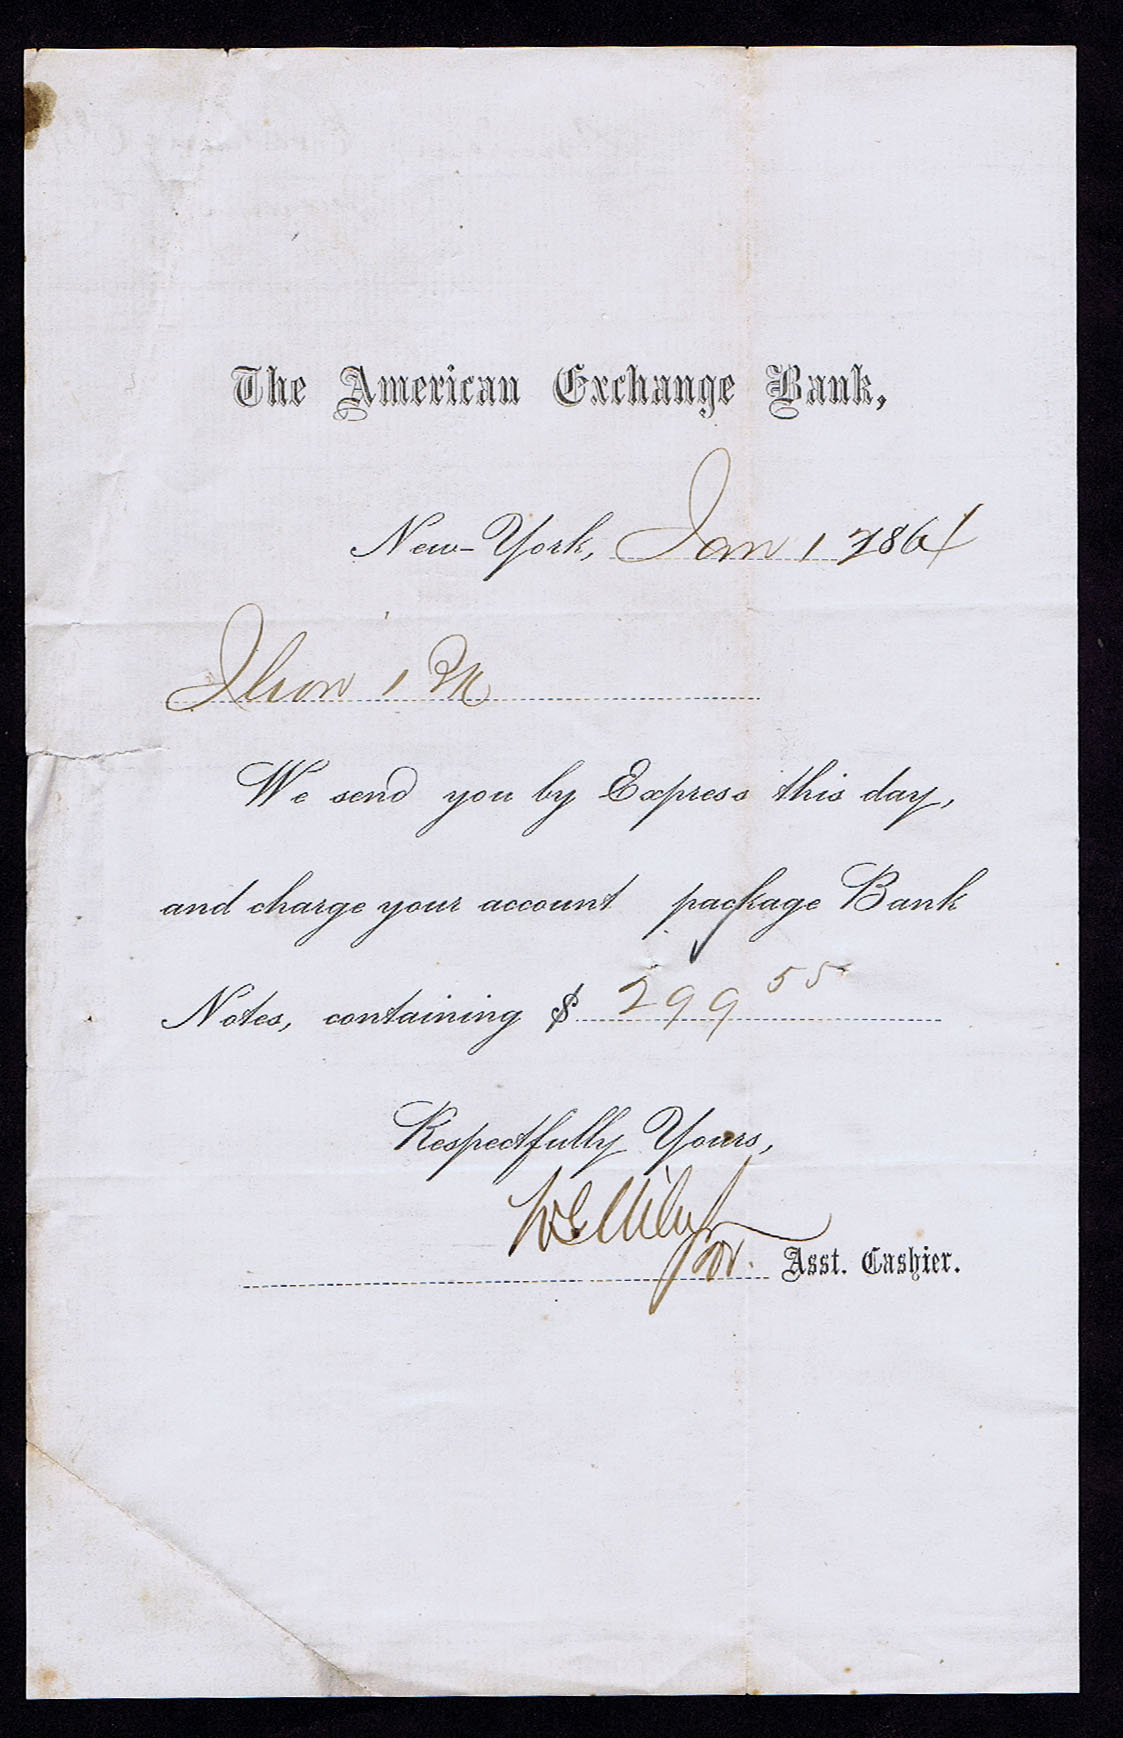 The American Exchange Bank,
New-York, Jan 1 1864
We send you by Express this day,
and charge your account package Bank
Notes, containing $ 299 55
Respectfully Yours,
Asst. Cashier.